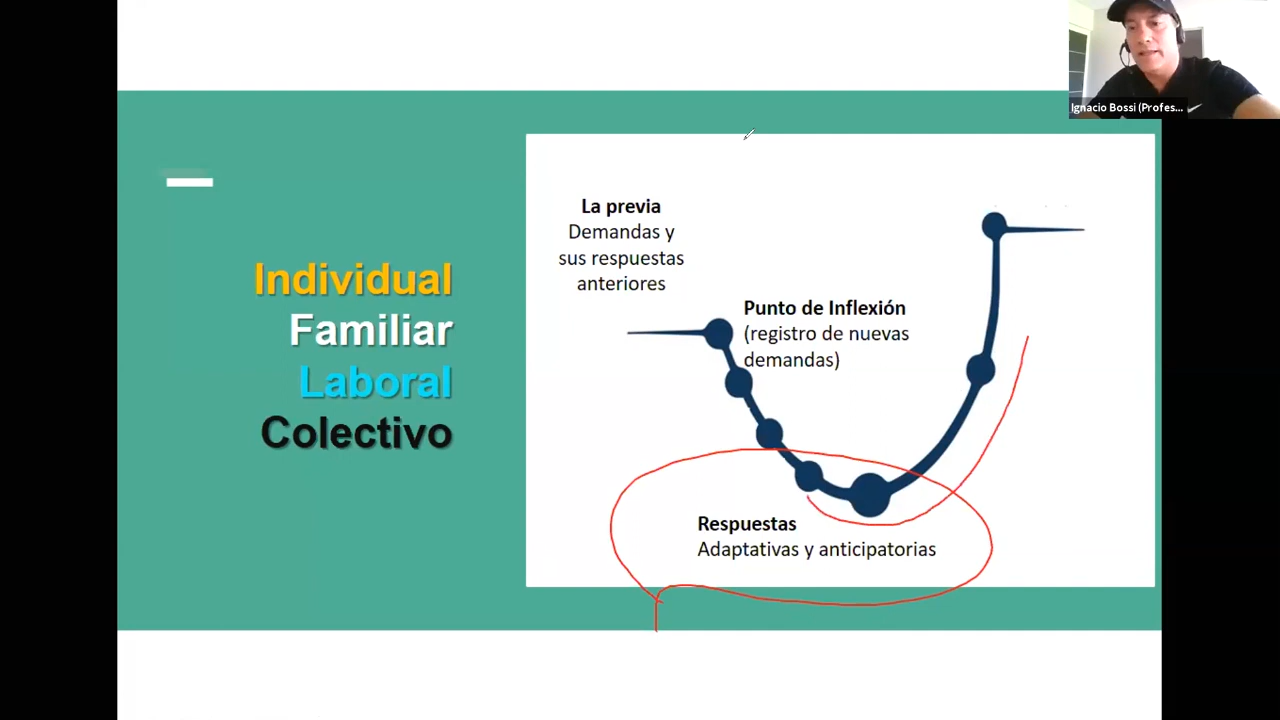 Ignacio Bossi (Profes...
Individual
Familiar
Laboral
Colectivo
La previa
Demandas y
sus respuestas
anteriores
Punto de Inflexión
(registro de nuevas
demandas)
Respuestas
Adaptativas y anticipatorias